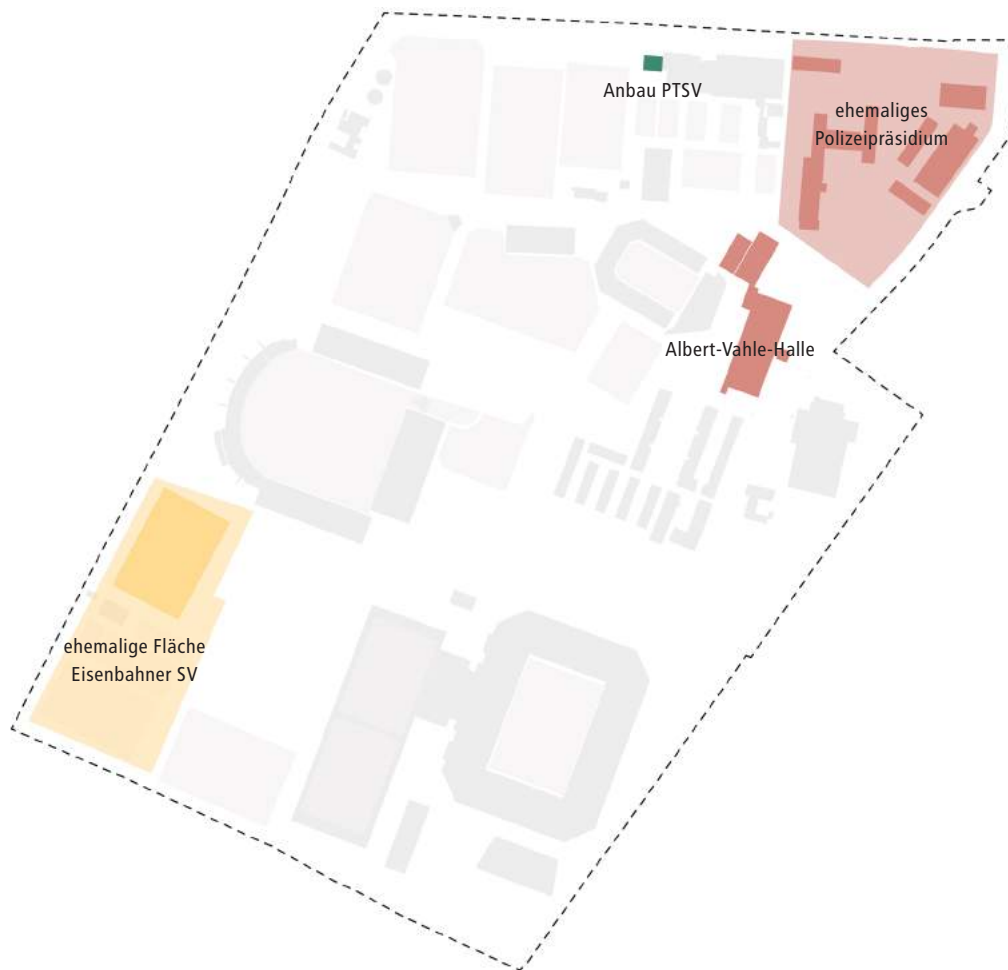 Anbau PTSV
ehemaliges
Polizeipräsidium
Albert-Vahle-Halle
ehemalige Fläche
Eisenbahner SV